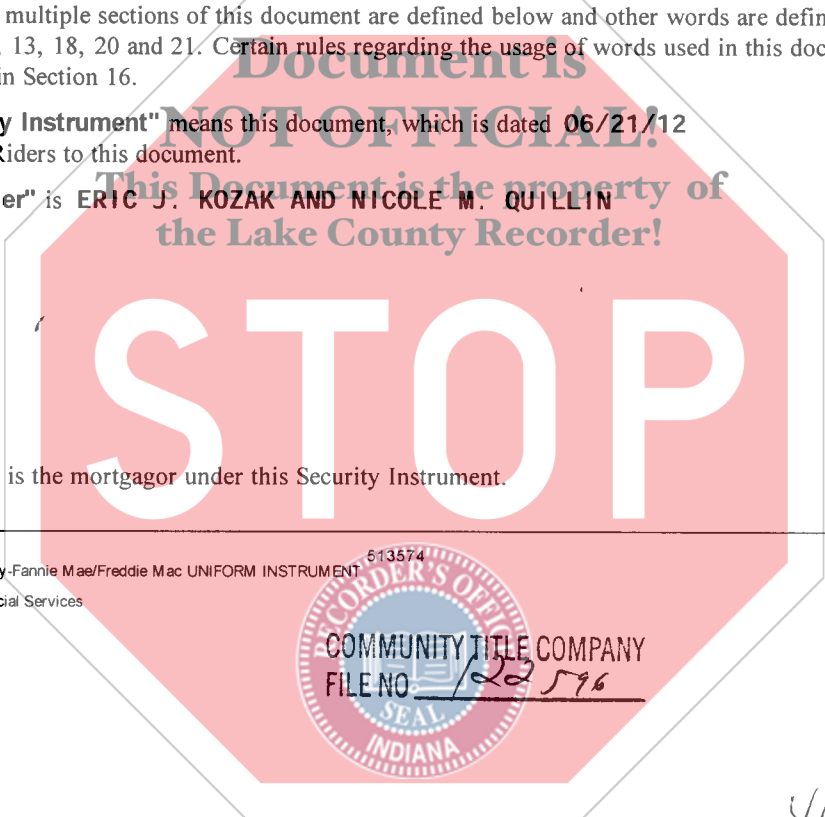 multiple sections of this document are defined below and other words are defin
, 13, 18, 20 and 21. Certain rules regarding the usage of words used in this doc
in Section 16.
Document is
NOT OFFICIAL!
This Document is the property of
the Lake County Recorder!
y Instrument" means this document, which is dated 06/21/12
Riders to this document.
er" is ERIC J. KOZAK AND NICOLE M. QUILLIN
STOP
is the mortgagor under this Security Instrument.
513574
y-Fannie Mae/Freddie Mac UNIFORM INSTRUMENT
cial Services
RECORDER'S OFFIC
SEAL
INDIANA
COMMUNITY TITLE COMPANY
FILE NO 122596